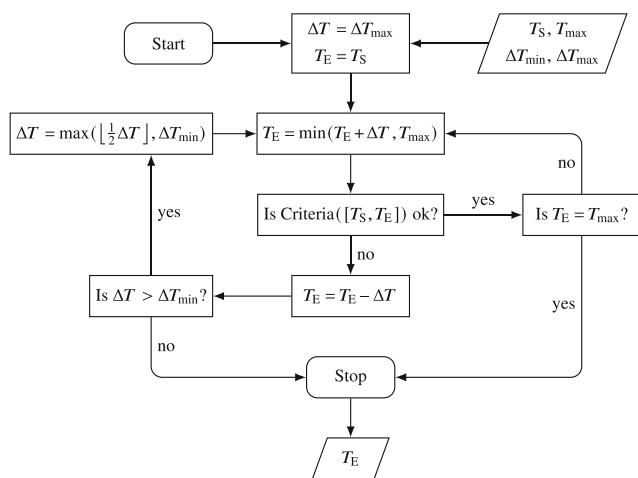 Start
ΔT = ΔT_max
T_E = T_S
T_S, T_max
ΔT_min, ΔT_max
ΔT = max(⌊½ΔT⌋, ΔT_min)
T_E = min(T_E + ΔT, T_max)
no
yes
Is Criteria([T_S, T_E]) ok?
yes
Is T_E = T_max?
no
Is ΔT > ΔT_min?
T_E = T_E − ΔT
yes
no
Stop
T_E